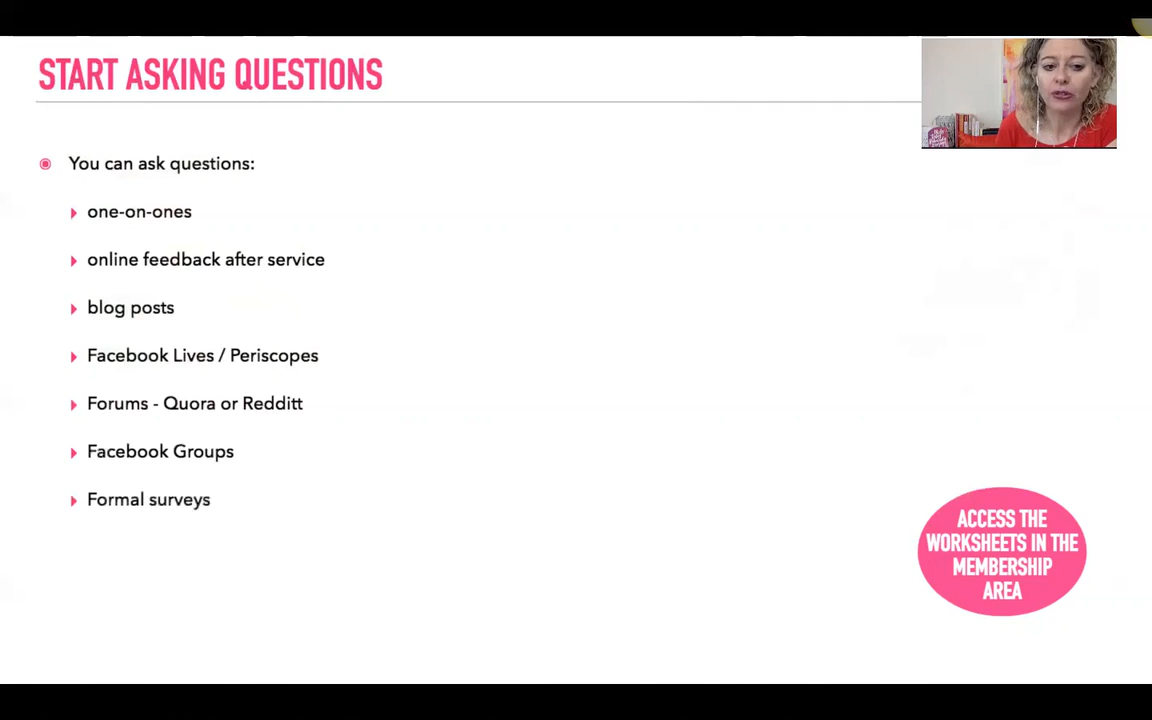 START ASKING QUESTIONS
You can ask questions:
one-on-ones
online feedback after service
blog posts
Facebook Lives / Periscopes
Forums - Quora or Redditt
Facebook Groups
Formal surveys
ACCESS THE
WORKSHEETS IN THE
MEMBERSHIP
AREA